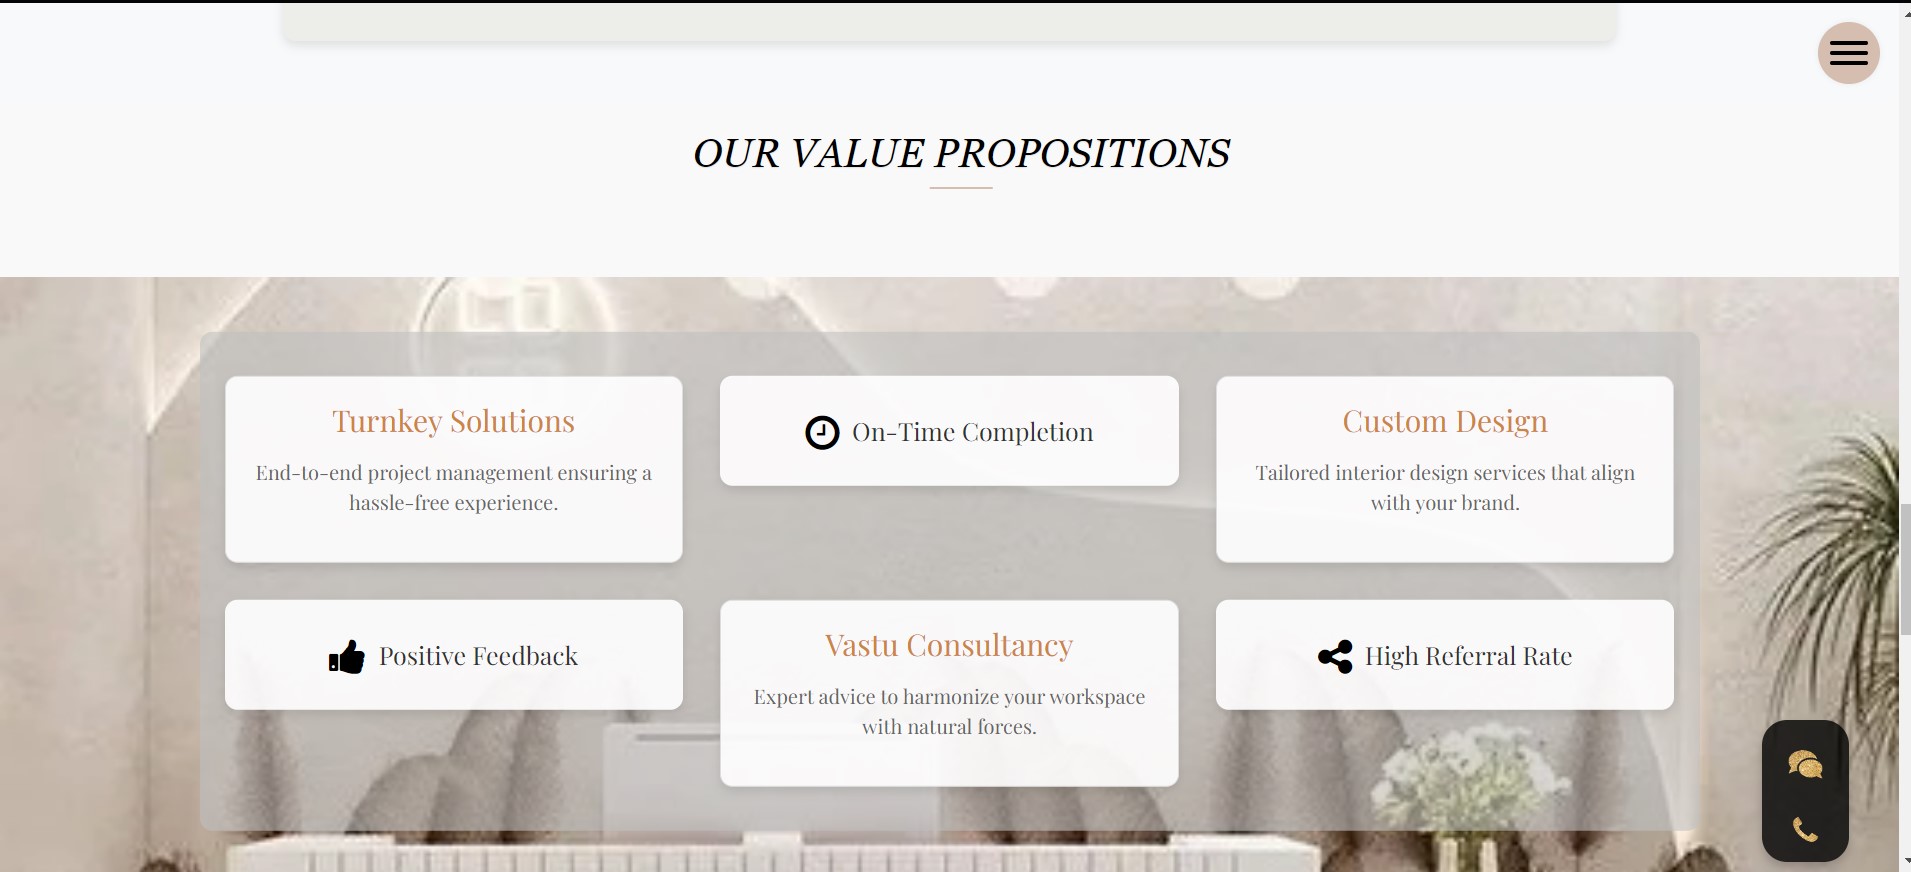 OUR VALUE PROPOSITIONS
Turnkey Solutions
End-to-end project management ensuring a
hassle-free experience.
On-Time Completion
Custom Design
Tailored interior design services that align
with your brand.
Positive Feedback
Vastu Consultancy
Expert advice to harmonize your workspace
with natural forces.
High Referral Rate